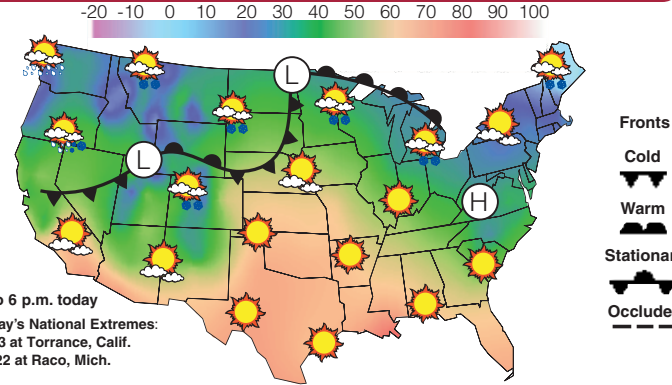 -20 -10 0 10 20 30 40 50 60 70 80 90 100
L
L
H
Fronts
Cold
Warm
Stationar
Occlude
o 6 p.m. today
ay's National Extremes:
3 at Torrance, Calif.
22 at Raco, Mich.